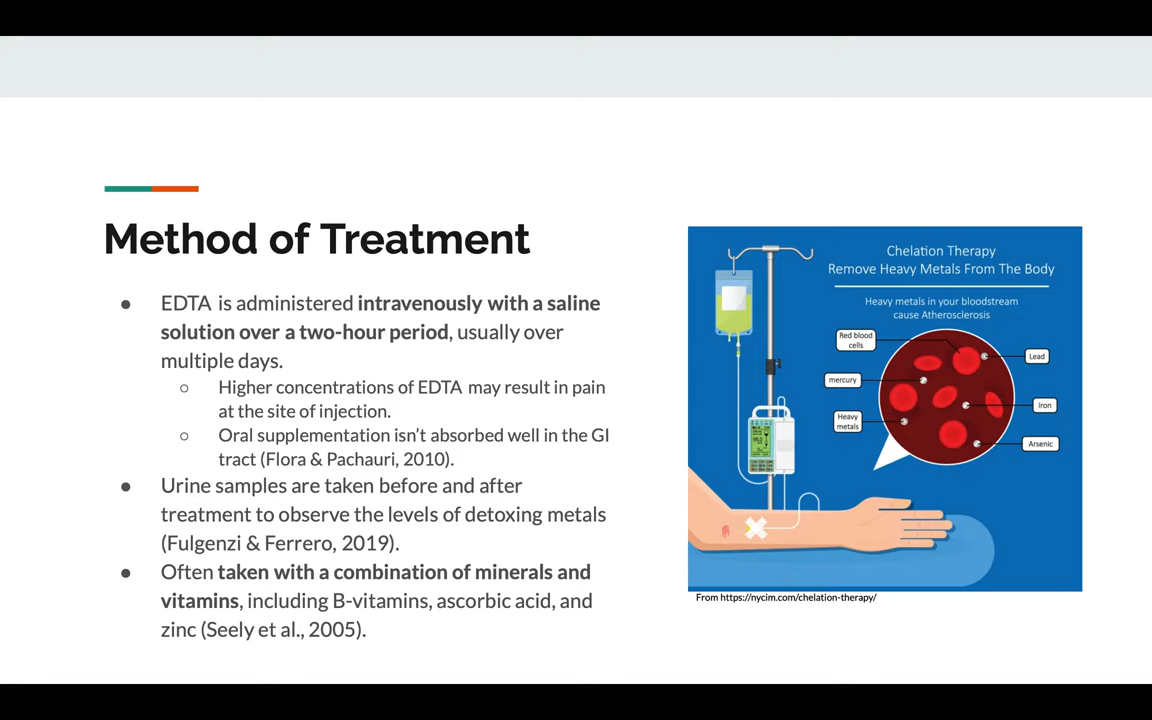 Method of Treatment
● EDTA is administered intravenously with a saline
solution over a two-hour period, usually over
multiple days.
○ Higher concentrations of EDTA may result in pain
at the site of injection.
○ Oral supplementation isn't absorbed well in the GI
tract (Flora & Pachauri, 2010).
● Urine samples are taken before and after
treatment to observe the levels of detoxing metals
(Fulgenzi & Ferrero, 2019).
● Often taken with a combination of minerals and
vitamins, including B-vitamins, ascorbic acid, and
zinc (Seely et al., 2005).
Chelation Therapy
Remove Heavy Metals From The Body
Heavy metals in your bloodstream
cause Atherosclerosis
Red blood
cells
Lead
mercury
Iron
Heavy
metals
Arsenic
From https://nycim.com/chelation-therapy/